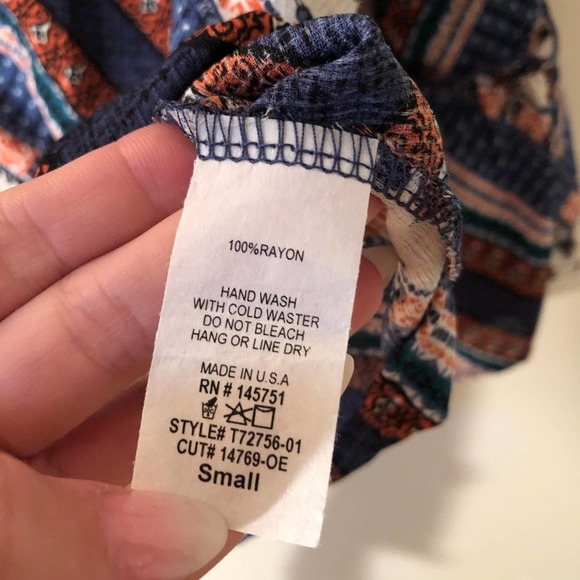 100%RAYON
HAND WASH
WITH COLD WASTER
DO NOT BLEACH
HANG OR LINE DRY
MADE IN U.S.A
RN # 145751
STYLE# T72756-01
CUT# 14769-OE
Small